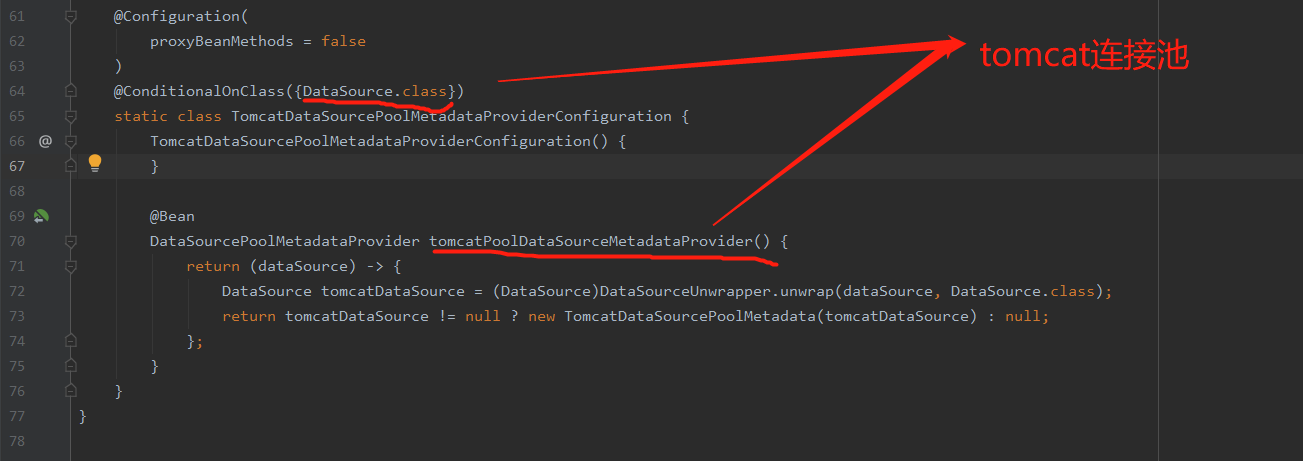 61 @Configuration(
62 proxyBeanMethods = false
63 )
64 @ConditionalOnClass({DataSource.class})
65 static class TomcatDataSourcePoolMetadataProviderConfiguration {
66 @ TomcatDataSourcePoolMetadataProviderConfiguration() {
67 }
68
69 @Bean
70 DataSourcePoolMetadataProvider tomcatPoolDataSourceMetadataProvider() {
71 return (dataSource) -> {
72 DataSource tomcatDataSource = (DataSource)DataSourceUnwrapper.unwrap(dataSource, DataSource.class);
73 return tomcatDataSource != null ? new TomcatDataSourcePoolMetadata(tomcatDataSource) : null;
74 };
75 }
76 }
77 }
78
tomcat连接池